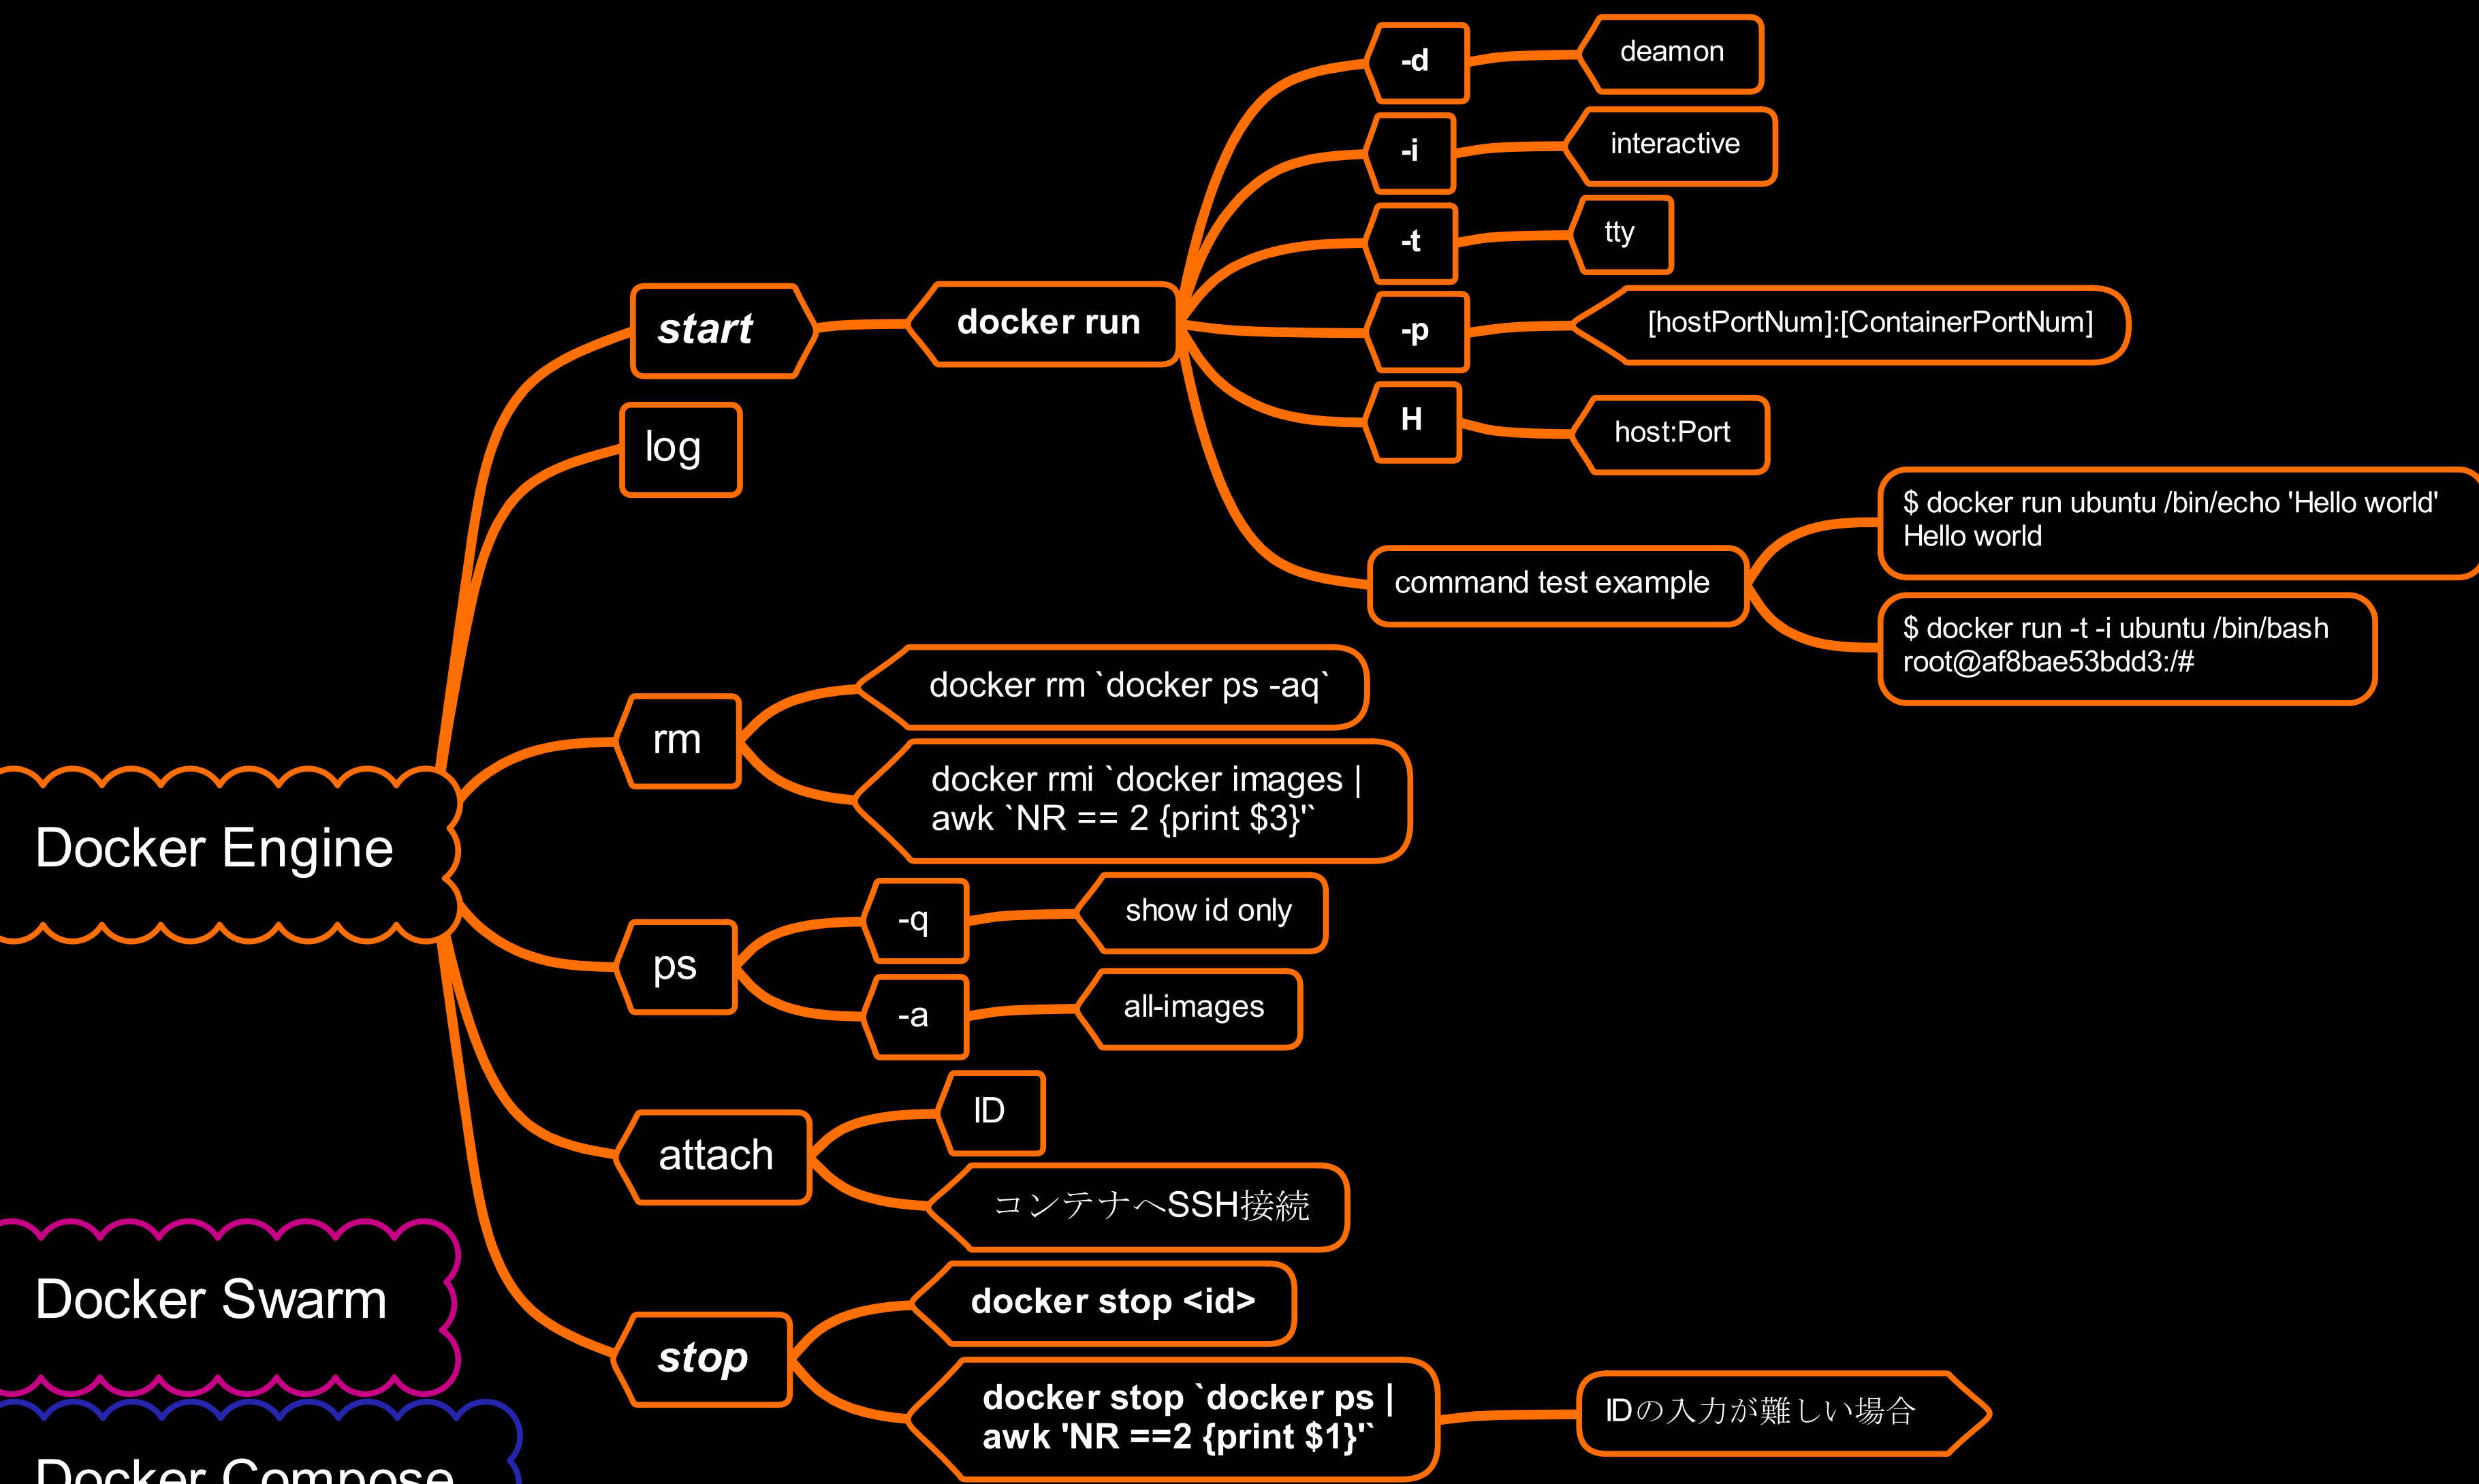 Docker Engine
start
docker run
-d
deamon
-i
interactive
-t
tty
-p
[hostPortNum]:[ContainerPortNum]
H
host:Port
command test example
$ docker run ubuntu /bin/echo 'Hello world'
Hello world
$ docker run -t -i ubuntu /bin/bash
root@af8bae53bdd3:/#
log
rm
docker rm `docker ps -aq`
docker rmi `docker images |
awk `NR == 2 {print $3}'`
ps
-q
show id only
-a
all-images
attach
ID
コンテナへSSH接続
stop
docker stop <id>
docker stop `docker ps |
awk 'NR ==2 {print $1}'`
IDの入力が難しい場合
Docker Swarm
Docker Compose